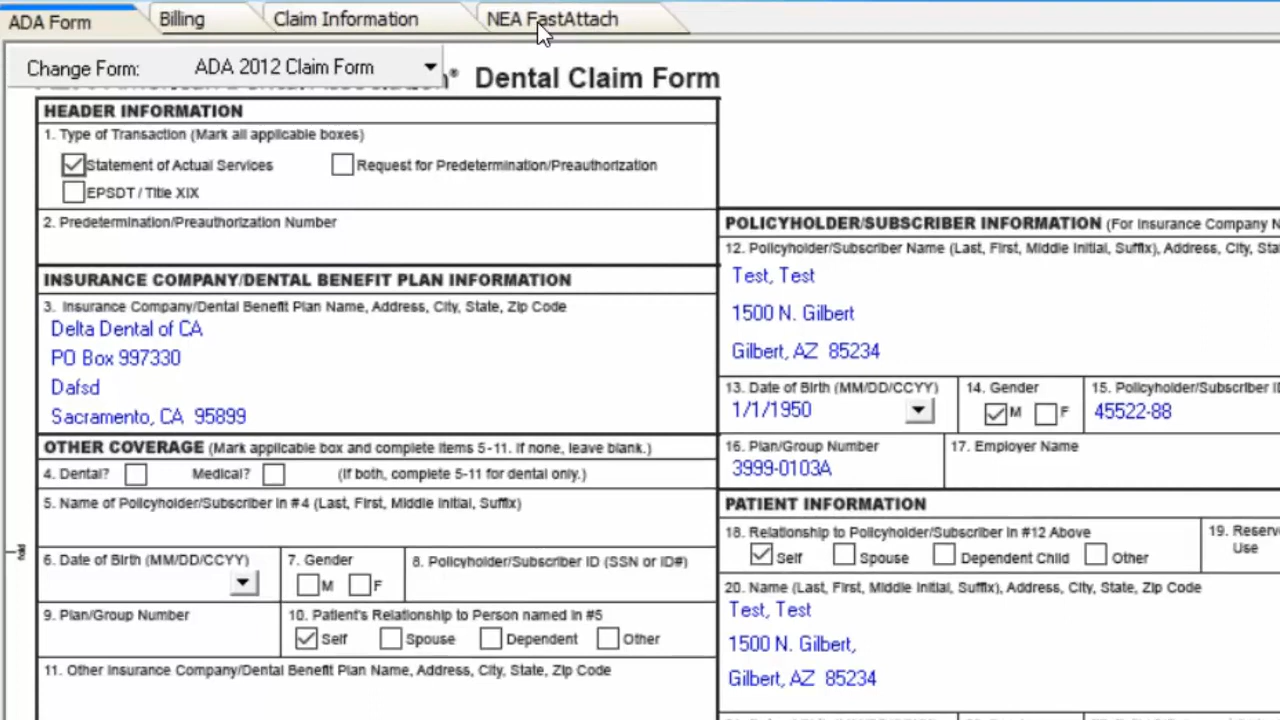 ADA Form
Billing
Claim Information
NEA FastAttach
Change Form: ADA 2012 Claim Form
Dental Claim Form
HEADER INFORMATION
1. Type of Transaction (Mark all applicable boxes)
Statement of Actual Services
Request for Predetermination/Preauthorization
EPSDT / Title XIX
2. Predetermination/Preauthorization Number
INSURANCE COMPANY/DENTAL BENEFIT PLAN INFORMATION
3. Insurance Company/Dental Benefit Plan Name, Address, City, State, Zip Code
Delta Dental of CA
PO Box 997330
Dafsd
Sacramento, CA 95899
OTHER COVERAGE (Mark applicable box and complete items 5-11. If none, leave blank.)
4. Dental? Medical? (If both, complete 5-11 for dental only.)
5. Name of Policyholder/Subscriber in #4 (Last, First, Middle Initial, Suffix)
6. Date of Birth (MM/DD/CCYY)
7. Gender
M F
8. Policyholder/Subscriber ID (SSN or ID#)
9. Plan/Group Number
10. Patient's Relationship to Person named in #5
Self Spouse Dependent Other
11. Other Insurance Company/Dental Benefit Plan Name, Address, City, State, Zip Code
POLICYHOLDER/SUBSCRIBER INFORMATION (For Insurance Company N
12. Policyholder/Subscriber Name (Last, First, Middle Initial, Suffix), Address, City, Sta
Test, Test
1500 N. Gilbert
Gilbert, AZ 85234
13. Date of Birth (MM/DD/CCYY)
1/1/1950
14. Gender
M F
15. Policyholder/Subscriber ID
45522-88
16. Plan/Group Number
3999-0103A
17. Employer Name
PATIENT INFORMATION
18. Relationship to Policyholder/Subscriber in #12 Above
Self Spouse Dependent Child Other
19. Reserv
Use
20. Name (Last, First, Middle Initial, Suffix), Address, City, State, Zip Code
Test, Test
1500 N. Gilbert,
Gilbert, AZ 85234